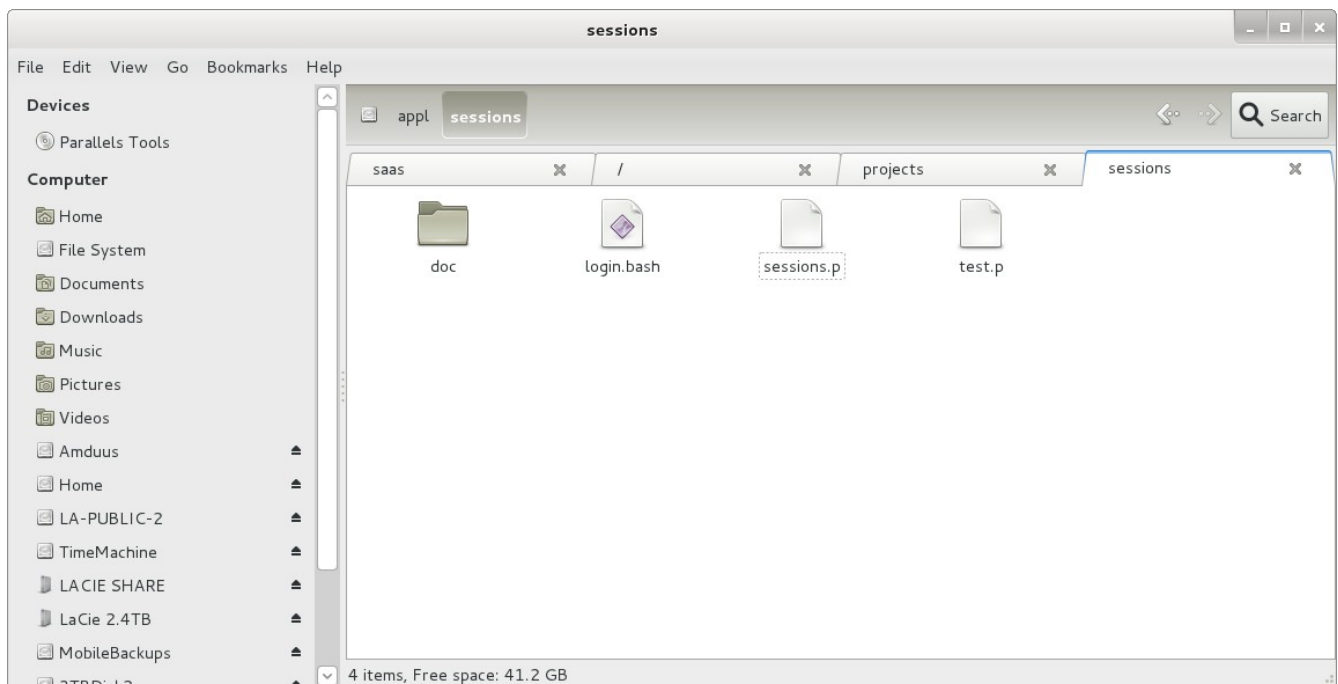 sessions
File Edit View Go Bookmarks Help
Devices
Parallels Tools
Computer
Home
File System
Documents
Downloads
Music
Pictures
Videos
Amduus
Home
LA-PUBLIC-2
TimeMachine
LACIE SHARE
LaCie 2.4TB
MobileBackups
appl sessions Search
saas / projects sessions
doc login.bash sessions.p test.p
4 items, Free space: 41.2 GB